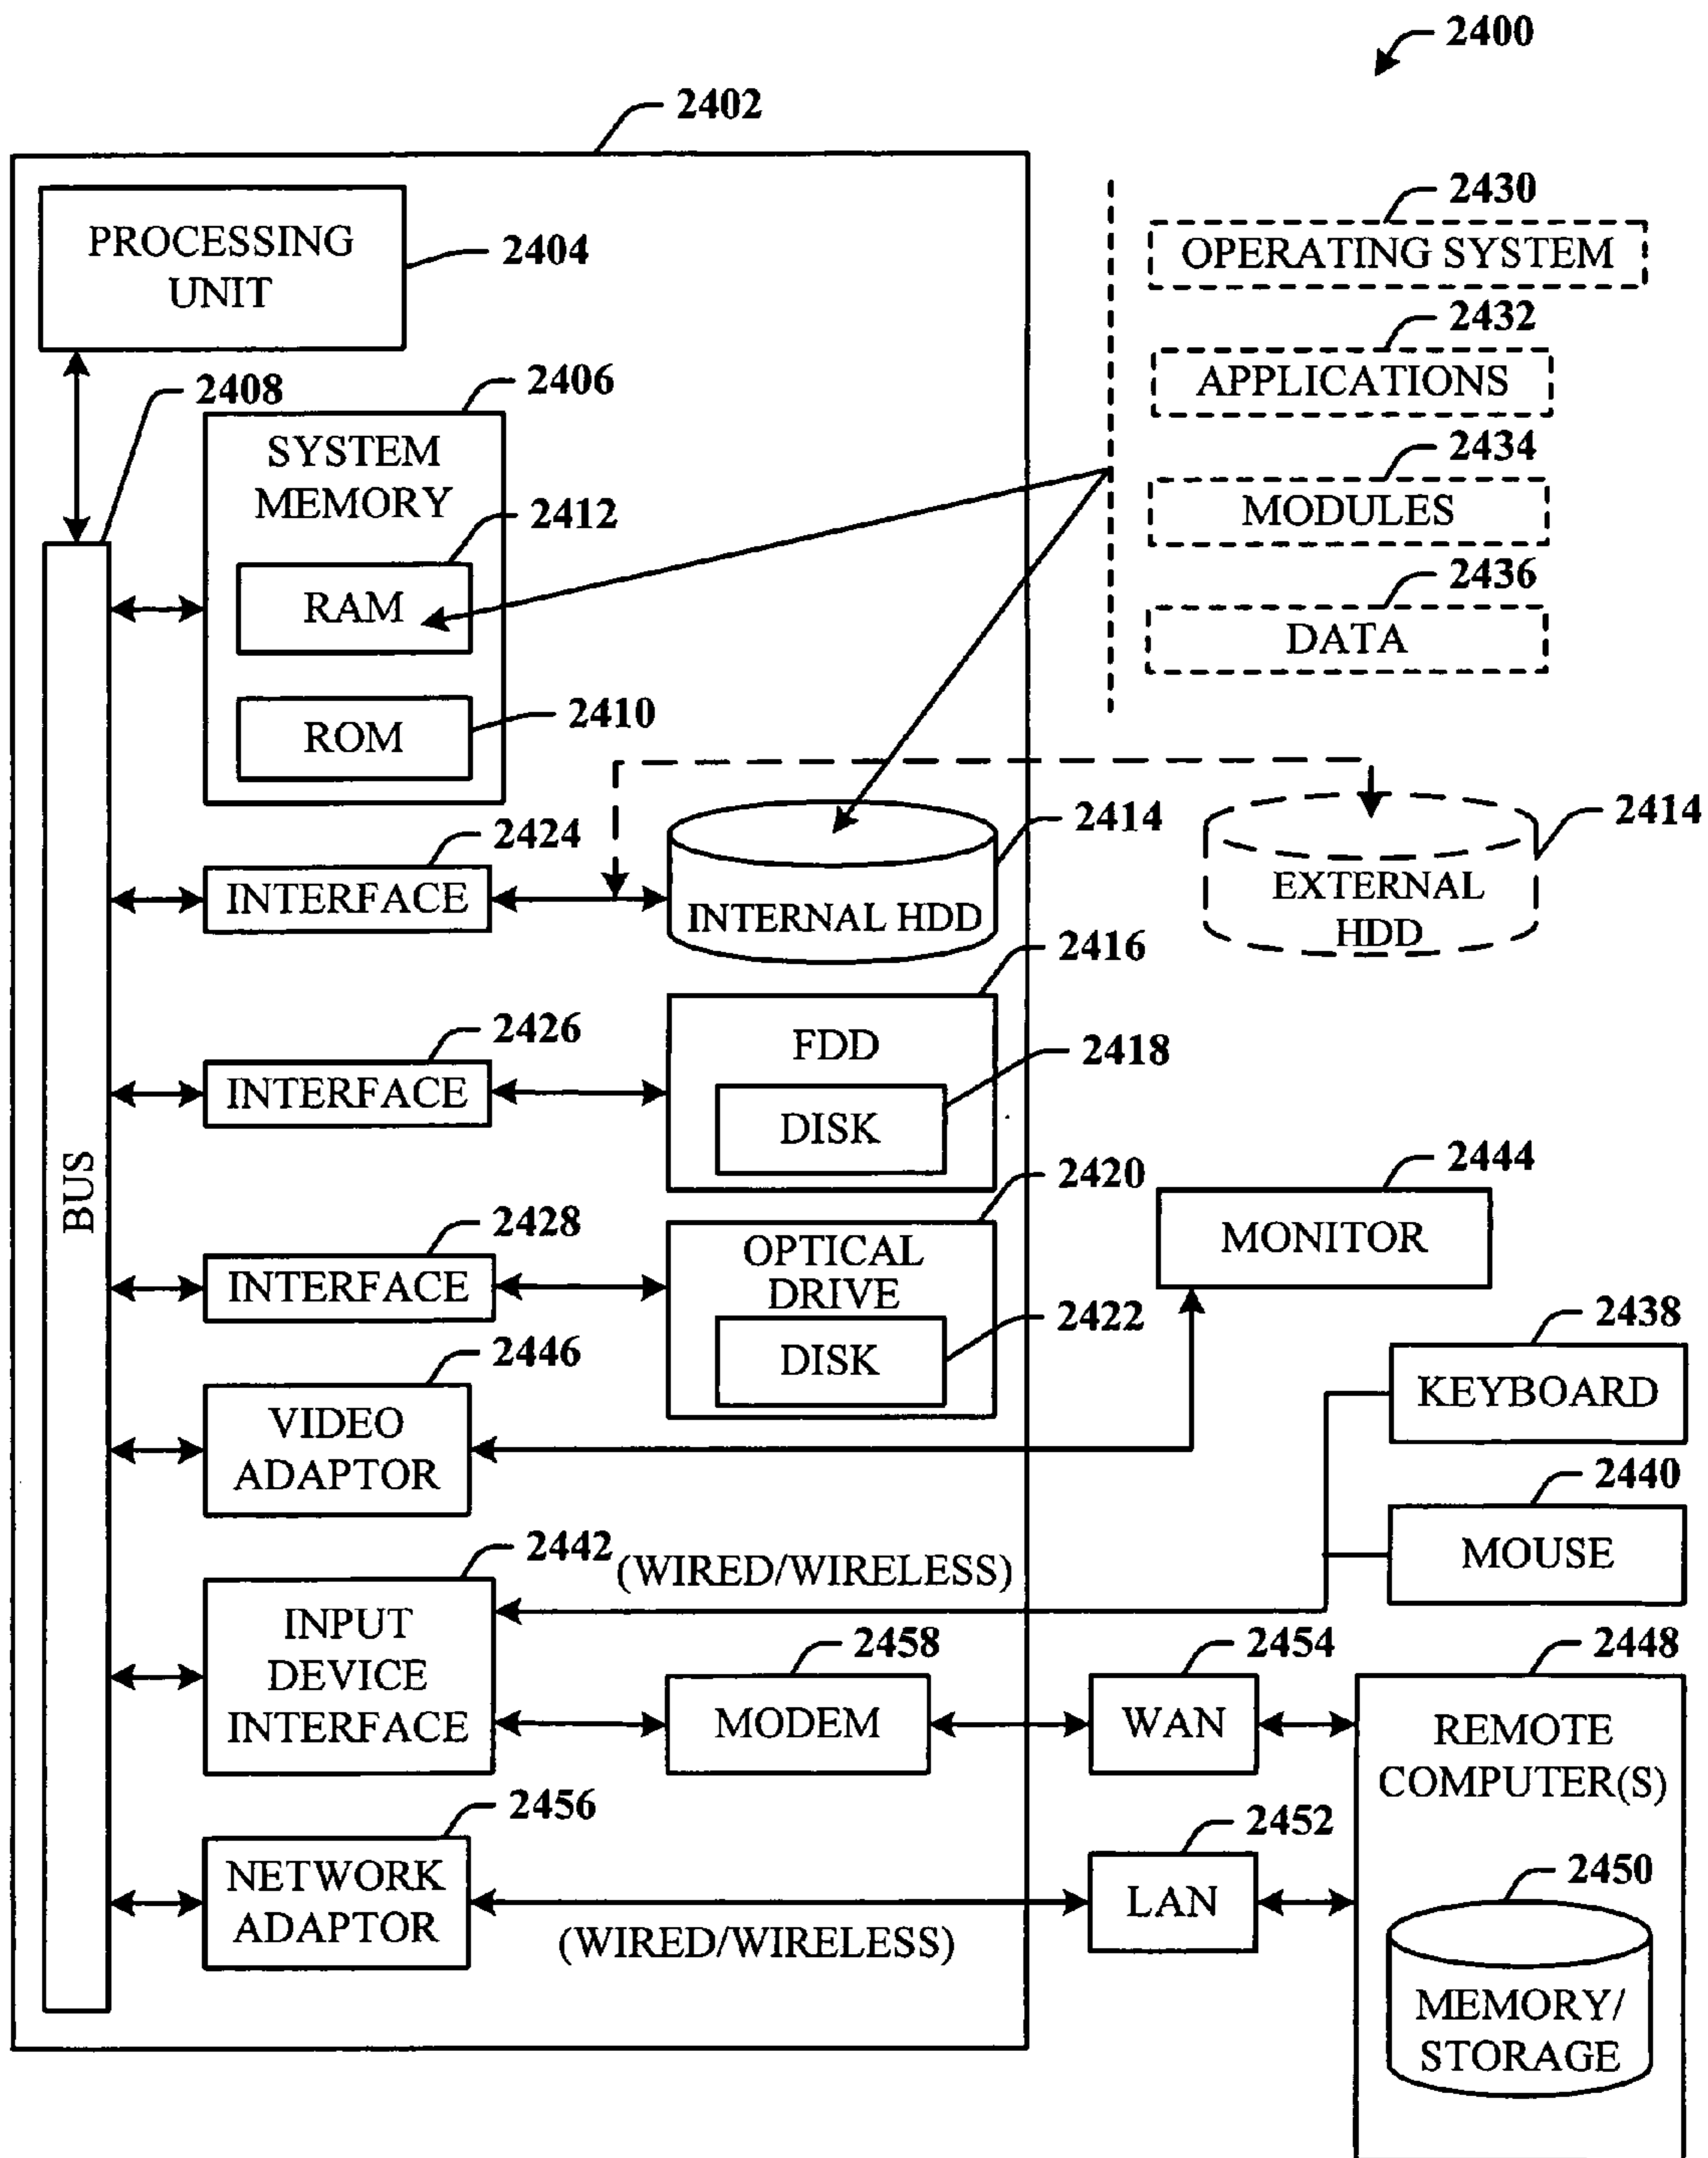 2400
2402
PROCESSING
UNIT
2404
2430
OPERATING SYSTEM
2432
APPLICATIONS
2434
MODULES
2436
DATA
2408
2406
SYSTEM
MEMORY
2412
RAM
2410
ROM
BUS
2424
INTERFACE
2414
INTERNAL HDD
2414
EXTERNAL
HDD
2426
INTERFACE
2416
FDD
2418
DISK
2428
INTERFACE
2420
OPTICAL
DRIVE
2422
DISK
2444
MONITOR
2446
VIDEO
ADAPTOR
2438
KEYBOARD
2440
MOUSE
2442
(WIRED/WIRELESS)
INPUT
DEVICE
INTERFACE
2458
MODEM
2454
WAN
2448
REMOTE
COMPUTER(S)
2456
NETWORK
ADAPTOR
(WIRED/WIRELESS)
2452
LAN
2450
MEMORY/
STORAGE